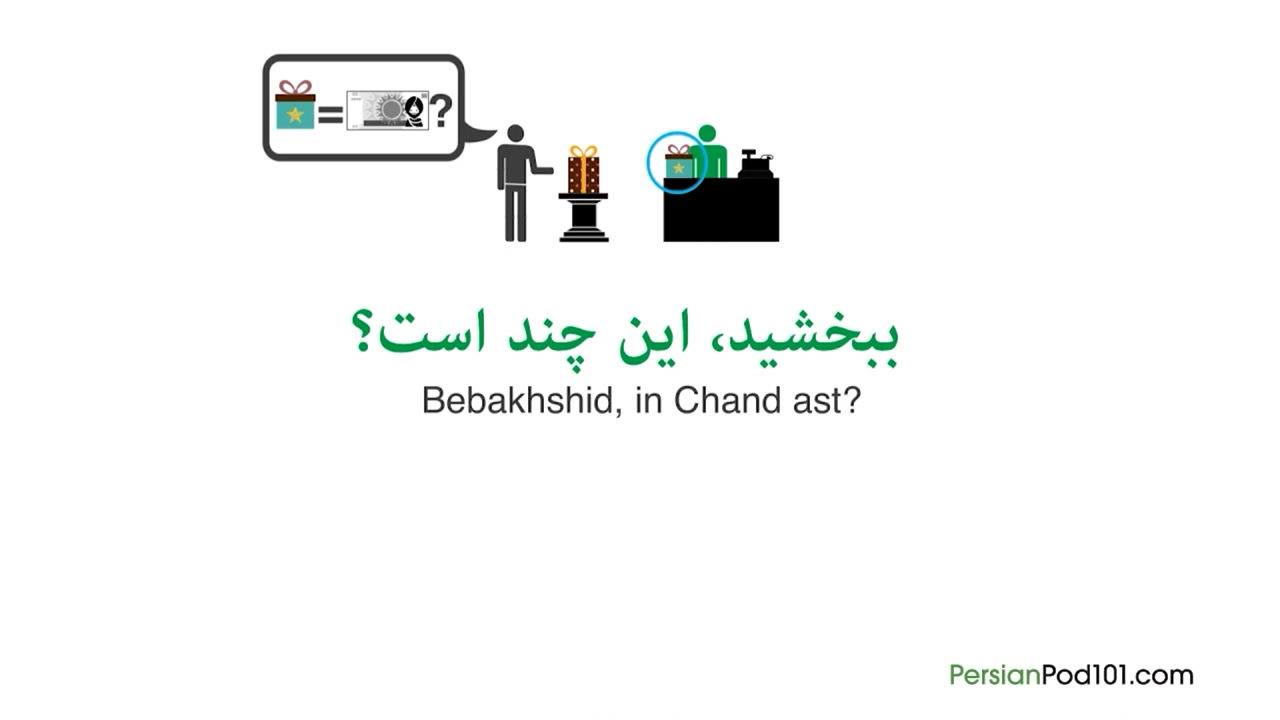 ?
ببخشید، این چند است؟
Bebakhshid, in Chand ast?
PersianPod101.com